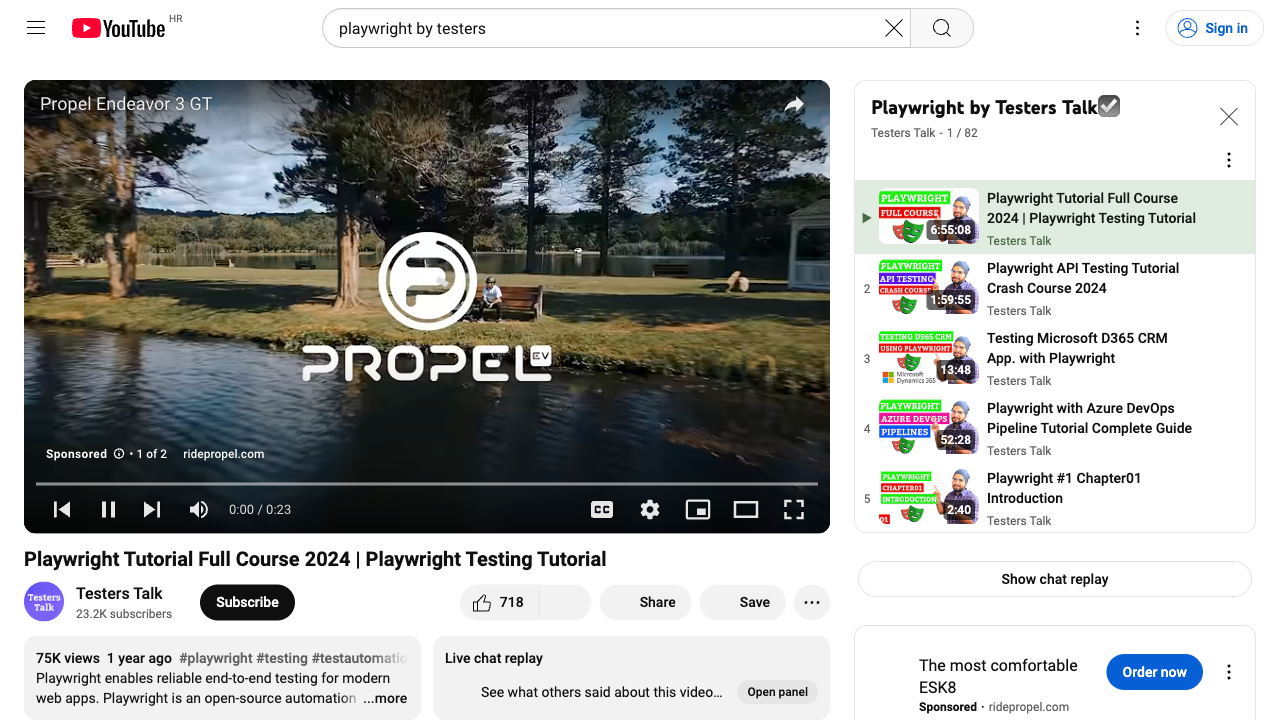 YouTube HR
playwright by testers
Sign in
Propel Endeavor 3 GT
PROPEL EV
Sponsored • 1 of 2 ridepropel.com
0:00 / 0:23
CC
Playwright Tutorial Full Course 2024 | Playwright Testing Tutorial
Testers Talk
Testers Talk
23.2K subscribers
Subscribe
718
Share
Save
75K views 1 year ago #playwright #testing #testautomatio
Playwright enables reliable end-to-end testing for modern
web apps. Playwright is an open-source automation ...more
Live chat replay
See what others said about this video...
Open panel
Playwright by Testers Talk
Testers Talk - 1 / 82
PLAYWRIGHT
FULL COURSE
6:55:08
Playwright Tutorial Full Course
2024 | Playwright Testing Tutorial
Testers Talk
2
PLAYWRIGHT
API TESTING
CRASH COURSE
1:59:55
Playwright API Testing Tutorial
Crash Course 2024
Testers Talk
3
TESTING D365 CRM
USING PLAYWRIGHT
Microsoft
Dynamics 365
13:48
Testing Microsoft D365 CRM
App. with Playwright
Testers Talk
4
PLAYWRIGHT
AZURE DEVOPS
PIPELINES
52:28
Playwright with Azure DevOps
Pipeline Tutorial Complete Guide
Testers Talk
5
PLAYWRIGHT
CHAPTER01
INTRODUCTION
01
2:40
Playwright #1 Chapter01
Introduction
Testers Talk
Show chat replay
The most comfortable
ESK8
Sponsored · ridepropel.com
Order now